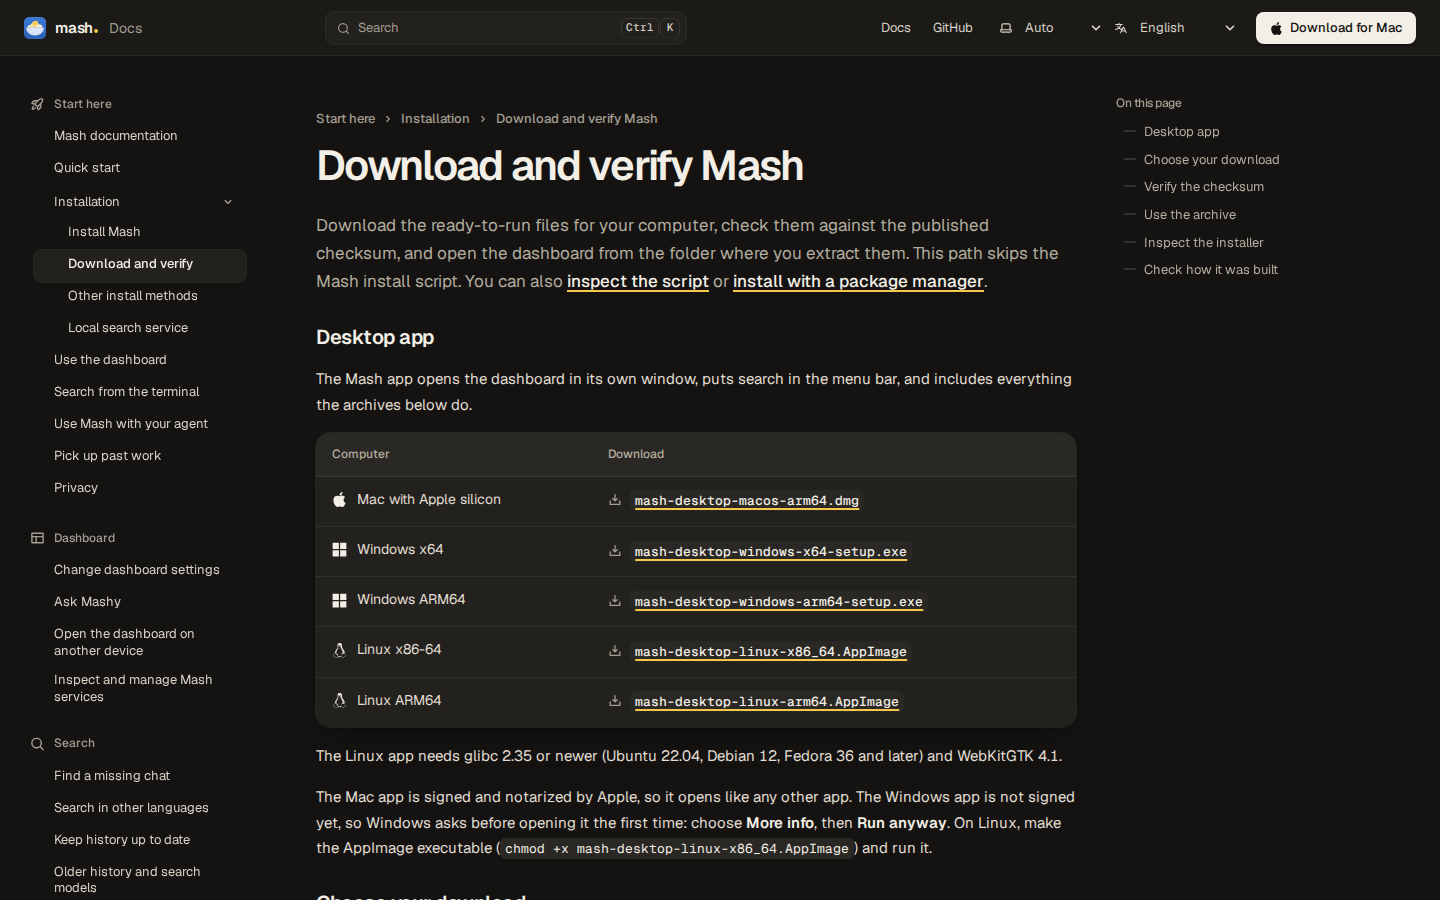 mash. Docs
Search
Ctrl K
Docs
GitHub
Auto
English
Download for Mac
Start here
Mash documentation
Quick start
Installation
Install Mash
Download and verify
Other install methods
Local search service
Use the dashboard
Search from the terminal
Use Mash with your agent
Pick up past work
Privacy
Dashboard
Change dashboard settings
Ask Mashy
Open the dashboard on
another device
Inspect and manage Mash
services
Search
Find a missing chat
Search in other languages
Keep history up to date
Older history and search
models
Start here › Installation › Download and verify Mash
Download and verify Mash
Download the ready-to-run files for your computer, check them against the published
checksum, and open the dashboard from the folder where you extract them. This path skips the
Mash install script. You can also inspect the script or install with a package manager.
Desktop app
The Mash app opens the dashboard in its own window, puts search in the menu bar, and includes everything
the archives below do.
Computer Download
Mac with Apple silicon mash-desktop-macos-arm64.dmg
Windows x64 mash-desktop-windows-x64-setup.exe
Windows ARM64 mash-desktop-windows-arm64-setup.exe
Linux x86-64 mash-desktop-linux-x86_64.AppImage
Linux ARM64 mash-desktop-linux-arm64.AppImage
The Linux app needs glibc 2.35 or newer (Ubuntu 22.04, Debian 12, Fedora 36 and later) and WebKitGTK 4.1.
The Mac app is signed and notarized by Apple, so it opens like any other app. The Windows app is not signed
yet, so Windows asks before opening it the first time: choose More info, then Run anyway. On Linux, make
the AppImage executable (chmod +x mash-desktop-linux-x86_64.AppImage) and run it.
Choose your download
On this page
Desktop app
Choose your download
Verify the checksum
Use the archive
Inspect the installer
Check how it was built